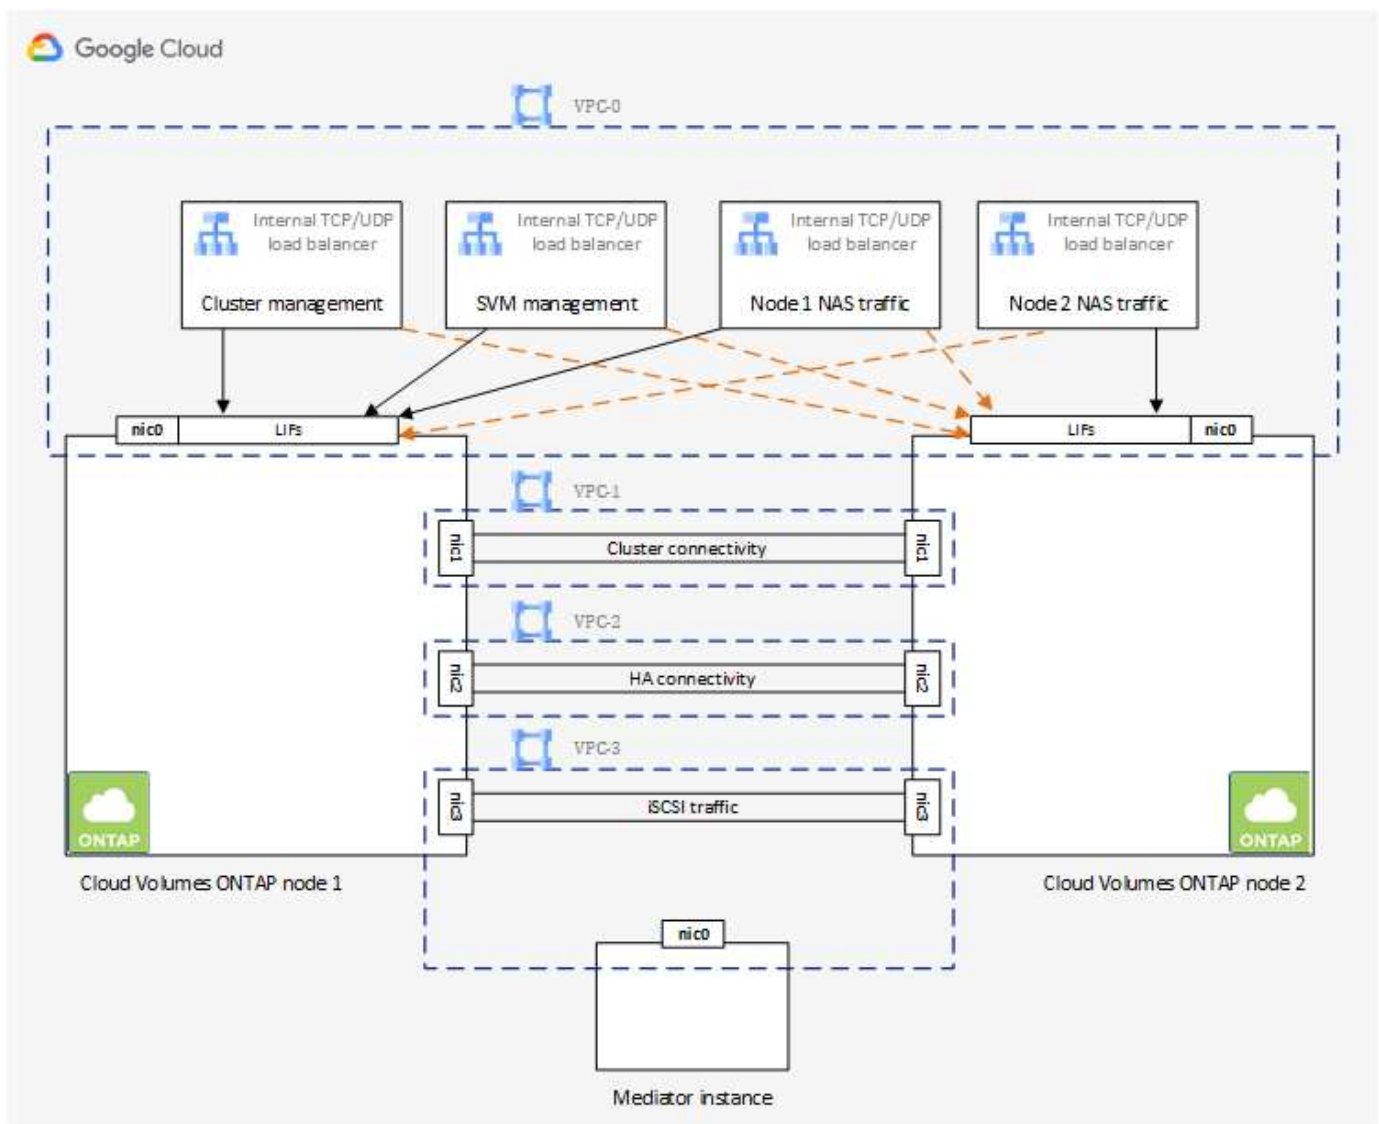 Google Cloud
VPC-0
Internal TCP/UDP
load balancer
Cluster management
Internal TCP/UDP
load balancer
SVM management
Internal TCP/UDP
load balancer
Node 1 NAS traffic
Internal TCP/UDP
load balancer
Node 2 NAS traffic
nic0
LIFs
LIFs
nic0
VPC-1
nic1
Cluster connectivity
nic1
VPC-2
nic2
HA connectivity
nic2
VPC-3
nic3
iSCSI traffic
nic3
ONTAP
ONTAP
Cloud Volumes ONTAP node 1
Cloud Volumes ONTAP node 2
nic0
Mediator instance